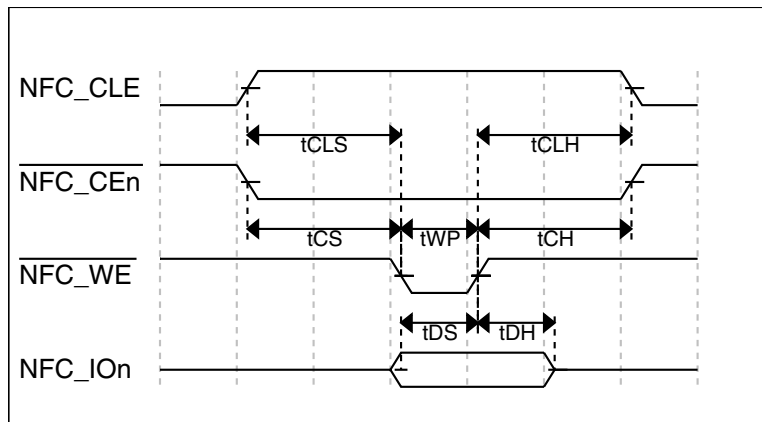 NFC_CLE
tCLS tCLH
NFC_CEn
tCS tWP tCH
NFC_WE
tDS tDH
NFC_IOn